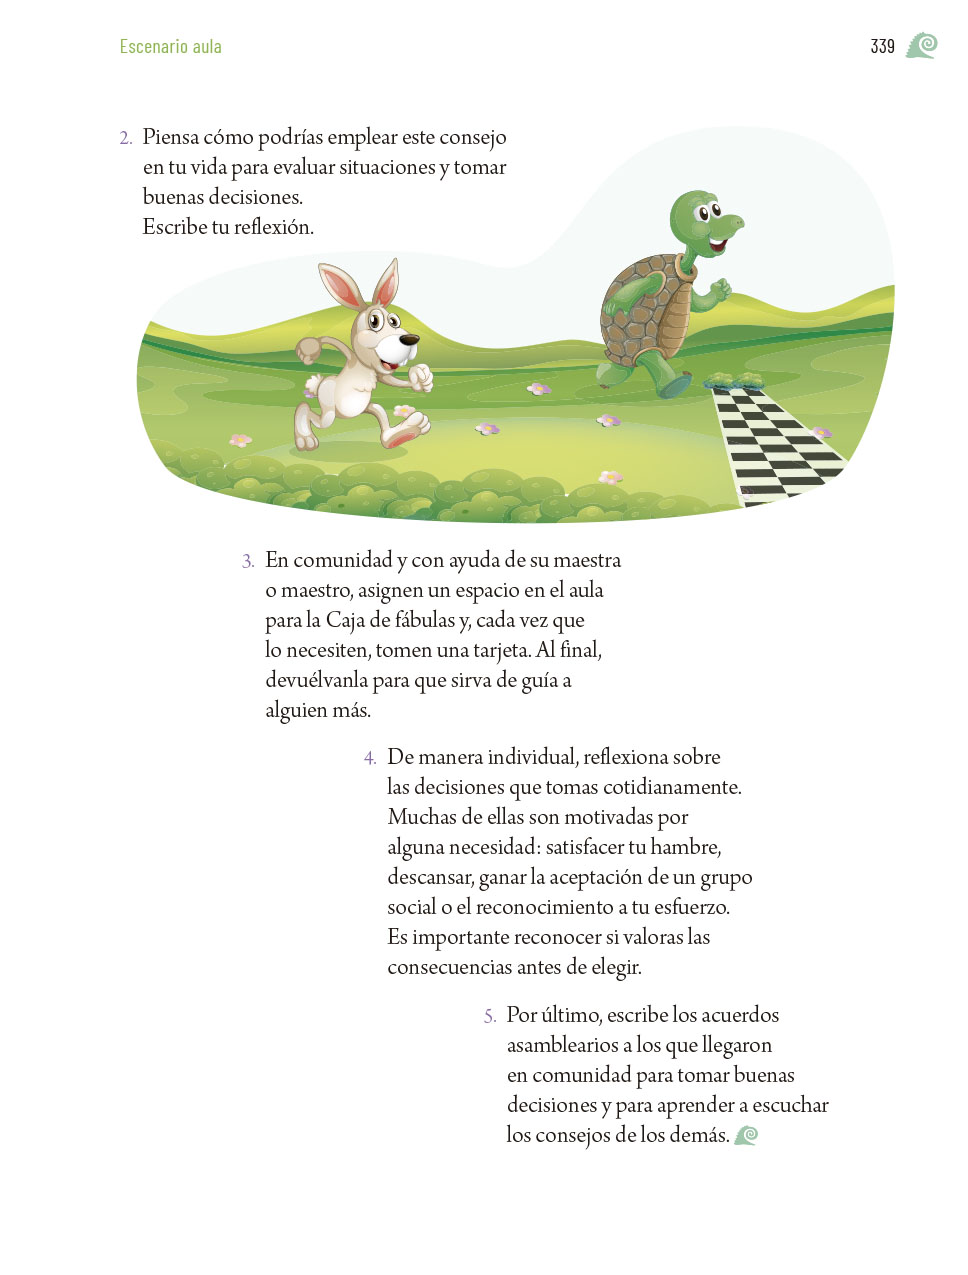 Escenario aula
339
2. Piensa cómo podrías emplear este consejo
en tu vida para evaluar situaciones y tomar
buenas decisiones.
Escribe tu reflexión.
3. En comunidad y con ayuda de su maestra
o maestro, asignen un espacio en el aula
para la Caja de fábulas y, cada vez que
lo necesiten, tomen una tarjeta. Al final,
devuélvanla para que sirva de guía a
alguien más.
4. De manera individual, reflexiona sobre
las decisiones que tomas cotidianamente.
Muchas de ellas son motivadas por
alguna necesidad: satisfacer tu hambre,
descansar, ganar la aceptación de un grupo
social o el reconocimiento a tu esfuerzo.
Es importante reconocer si valoras las
consecuencias antes de elegir.
5. Por último, escribe los acuerdos
asamblearios a los que llegaron
en comunidad para tomar buenas
decisiones y para aprender a escuchar
los consejos de los demás.